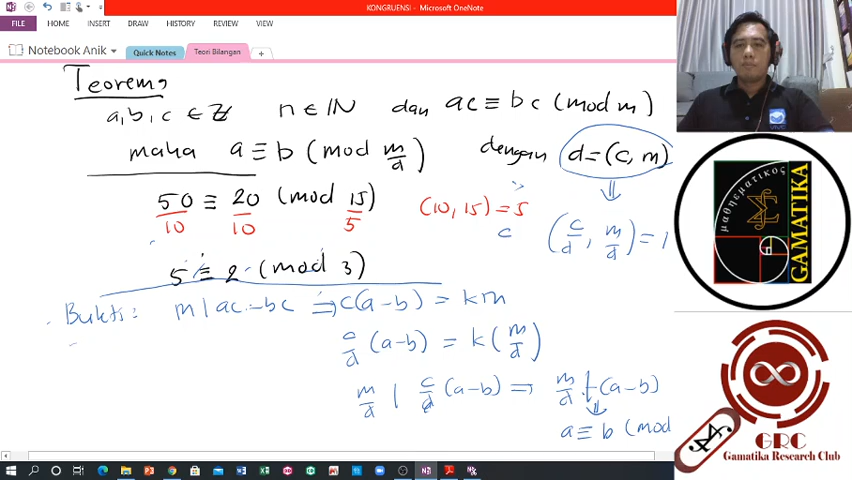 KONGRUENSI - Microsoft OneNote
FILE HOME INSERT DRAW HISTORY REVIEW VIEW
Notebook Anik Quick Notes Teori Bilangan +
Teorema
a, b, c ∈ ℤ n ∈ ℕ dan ac ≡ bc (mod m)
maka a ≡ b (mod m/d) dengan d = (c, m)
50/10 ≡ 20/10 (mod 15/5) (10, 15) = 5
c (c/d, m/d) = 1
5 ≡ 2 (mod 3)
Bukti: m | ac - bc ⇒ c(a-b) = km
c/d (a-b) = k (m/d)
m/d | c/d (a-b) ⇒ m/d | (a-b)
a ≡ b (mod
μαθηεματικα
GAMATIKA
GRC
Gamatika Research Club